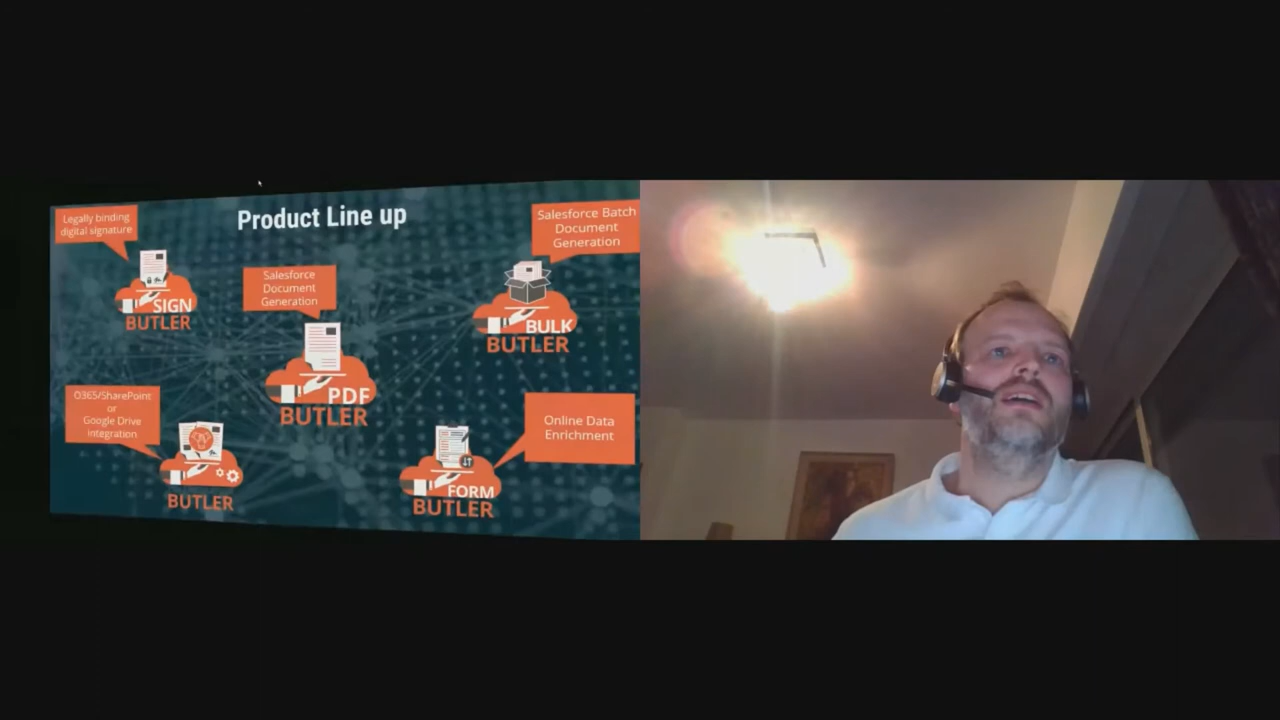 Product Line up
Legally binding
digital signature
SIGN
BUTLER
Salesforce
Document
Generation
PDF
BUTLER
Salesforce Batch
Document
Generation
BULK
BUTLER
O365/SharePoint
or
Google Drive
integration
BUTLER
Online Data
Enrichment
FORM
BUTLER